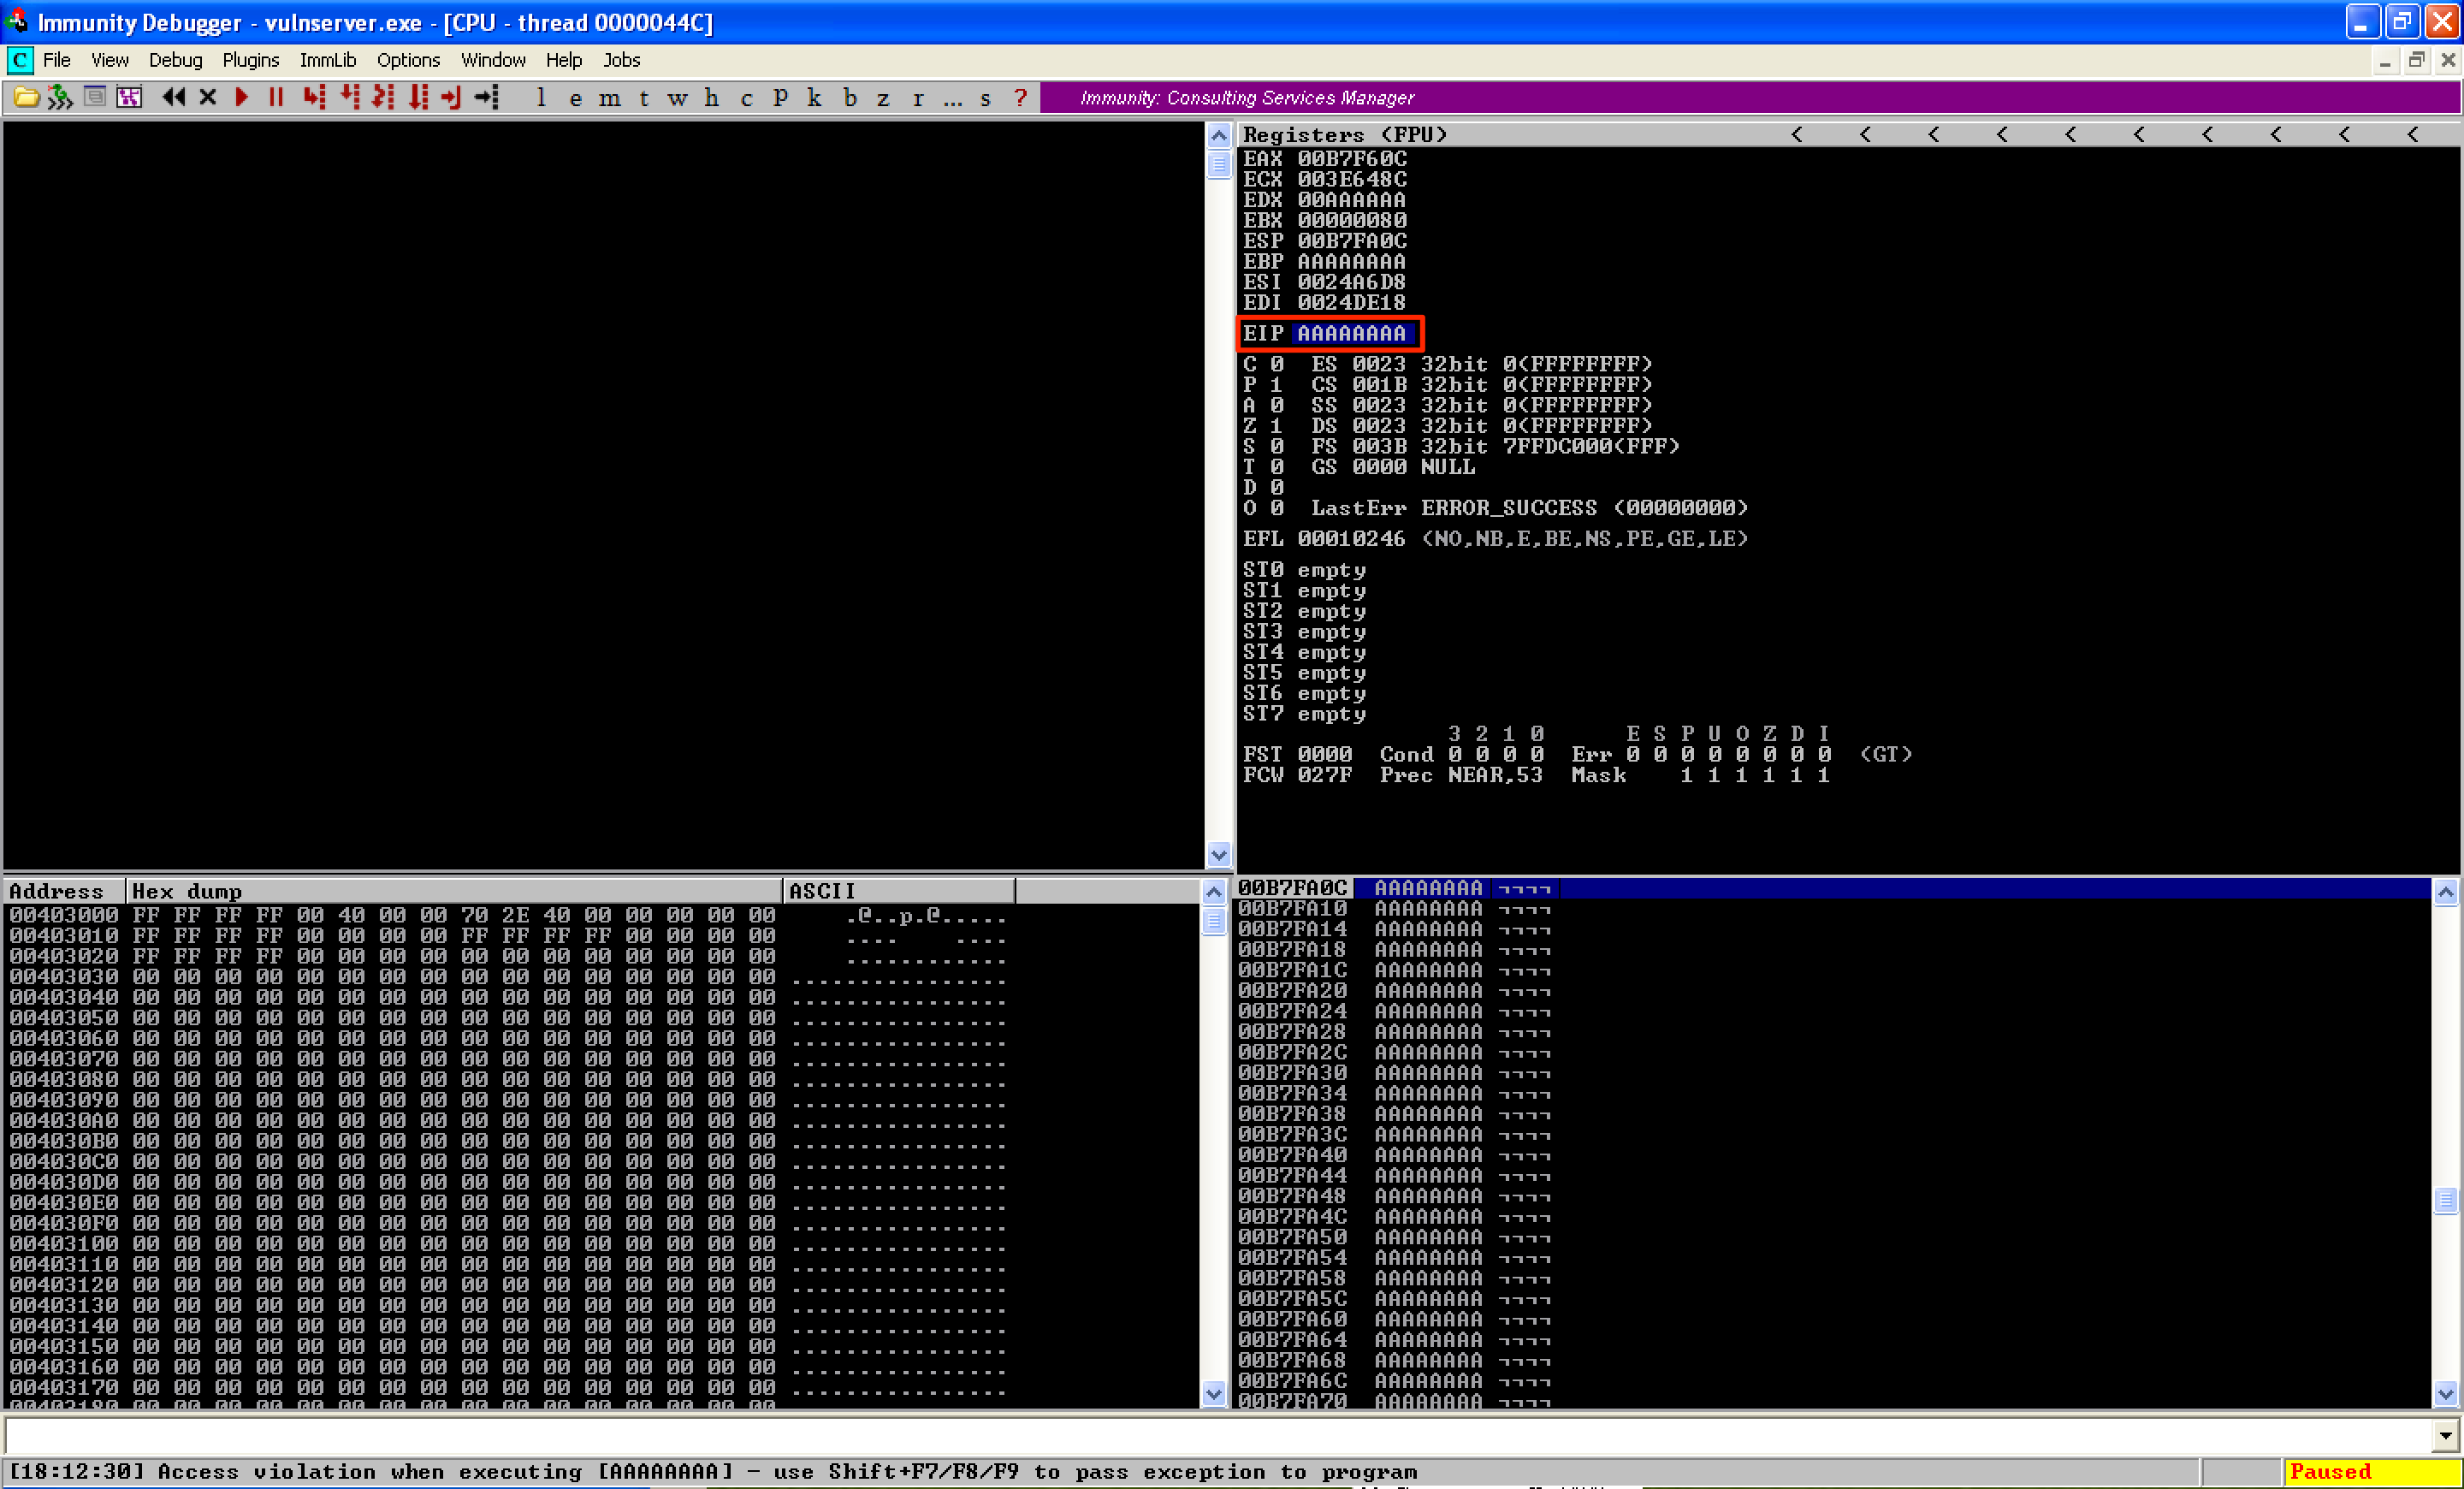 Immunity Debugger - vulnserver.exe - [CPU - thread 0000044C]
C File View Debug Plugins ImmLib Options Window Help Jobs
l e m t w h c P k b z r ... s ? Immunity: Consulting Services Manager
Registers (FPU) < < < < < < < < < <
EAX 00B7F60C
ECX 003E648C
EDX 00AAAAAA
EBX 00000080
ESP 00B7FA0C
EBP AAAAAAAA
ESI 0024A6D8
EDI 0024DE18
EIP AAAAAAAA
C 0 ES 0023 32bit 0(FFFFFFFF)
P 1 CS 001B 32bit 0(FFFFFFFF)
A 0 SS 0023 32bit 0(FFFFFFFF)
Z 1 DS 0023 32bit 0(FFFFFFFF)
S 0 FS 003B 32bit 7FFDC000(FFF)
T 0 GS 0000 NULL
D 0
O 0 LastErr ERROR_SUCCESS (00000000)
EFL 00010246 (NO,NB,E,BE,NS,PE,GE,LE)
ST0 empty
ST1 empty
ST2 empty
ST3 empty
ST4 empty
ST5 empty
ST6 empty
ST7 empty
3 2 1 0 E S P U O Z D I
FST 0000 Cond 0 0 0 0 Err 0 0 0 0 0 0 0 0 (GT)
FCW 027F Prec NEAR,53 Mask 1 1 1 1 1 1
Address Hex dump ASCII
00403000 FF FF FF FF 00 40 00 00 70 2E 40 00 00 00 00 00 .@..p.@.....
00403010 FF FF FF FF 00 00 00 00 FF FF FF FF 00 00 00 00 .... ....
00403020 FF FF FF FF 00 00 00 00 00 00 00 00 00 00 00 00 ............
00403030 00 00 00 00 00 00 00 00 00 00 00 00 00 00 00 00 ................
00403040 00 00 00 00 00 00 00 00 00 00 00 00 00 00 00 00 ................
00403050 00 00 00 00 00 00 00 00 00 00 00 00 00 00 00 00 ................
00403060 00 00 00 00 00 00 00 00 00 00 00 00 00 00 00 00 ................
00403070 00 00 00 00 00 00 00 00 00 00 00 00 00 00 00 00 ................
00403080 00 00 00 00 00 00 00 00 00 00 00 00 00 00 00 00 ................
00403090 00 00 00 00 00 00 00 00 00 00 00 00 00 00 00 00 ................
004030A0 00 00 00 00 00 00 00 00 00 00 00 00 00 00 00 00 ................
004030B0 00 00 00 00 00 00 00 00 00 00 00 00 00 00 00 00 ................
004030C0 00 00 00 00 00 00 00 00 00 00 00 00 00 00 00 00 ................
004030D0 00 00 00 00 00 00 00 00 00 00 00 00 00 00 00 00 ................
004030E0 00 00 00 00 00 00 00 00 00 00 00 00 00 00 00 00 ................
004030F0 00 00 00 00 00 00 00 00 00 00 00 00 00 00 00 00 ................
00403100 00 00 00 00 00 00 00 00 00 00 00 00 00 00 00 00 ................
00403110 00 00 00 00 00 00 00 00 00 00 00 00 00 00 00 00 ................
00403120 00 00 00 00 00 00 00 00 00 00 00 00 00 00 00 00 ................
00403130 00 00 00 00 00 00 00 00 00 00 00 00 00 00 00 00 ................
00403140 00 00 00 00 00 00 00 00 00 00 00 00 00 00 00 00 ................
00403150 00 00 00 00 00 00 00 00 00 00 00 00 00 00 00 00 ................
00403160 00 00 00 00 00 00 00 00 00 00 00 00 00 00 00 00 ................
00403170 00 00 00 00 00 00 00 00 00 00 00 00 00 00 00 00 ................
00403180 00 00 00 00 00 00 00 00 00 00 00 00 00 00 00 00
00B7FA0C AAAAAAAA ¬¬¬¬
00B7FA10 AAAAAAAA ¬¬¬¬
00B7FA14 AAAAAAAA ¬¬¬¬
00B7FA18 AAAAAAAA ¬¬¬¬
00B7FA1C AAAAAAAA ¬¬¬¬
00B7FA20 AAAAAAAA ¬¬¬¬
00B7FA24 AAAAAAAA ¬¬¬¬
00B7FA28 AAAAAAAA ¬¬¬¬
00B7FA2C AAAAAAAA ¬¬¬¬
00B7FA30 AAAAAAAA ¬¬¬¬
00B7FA34 AAAAAAAA ¬¬¬¬
00B7FA38 AAAAAAAA ¬¬¬¬
00B7FA3C AAAAAAAA ¬¬¬¬
00B7FA40 AAAAAAAA ¬¬¬¬
00B7FA44 AAAAAAAA ¬¬¬¬
00B7FA48 AAAAAAAA ¬¬¬¬
00B7FA4C AAAAAAAA ¬¬¬¬
00B7FA50 AAAAAAAA ¬¬¬¬
00B7FA54 AAAAAAAA ¬¬¬¬
00B7FA58 AAAAAAAA ¬¬¬¬
00B7FA5C AAAAAAAA ¬¬¬¬
00B7FA60 AAAAAAAA ¬¬¬¬
00B7FA64 AAAAAAAA ¬¬¬¬
00B7FA68 AAAAAAAA ¬¬¬¬
00B7FA6C AAAAAAAA ¬¬¬¬
00B7FA70 AAAAAAAA ¬¬¬¬
[18:12:30] Access violation when executing [AAAAAAAA] - use Shift+F7/F8/F9 to pass exception to program
Paused